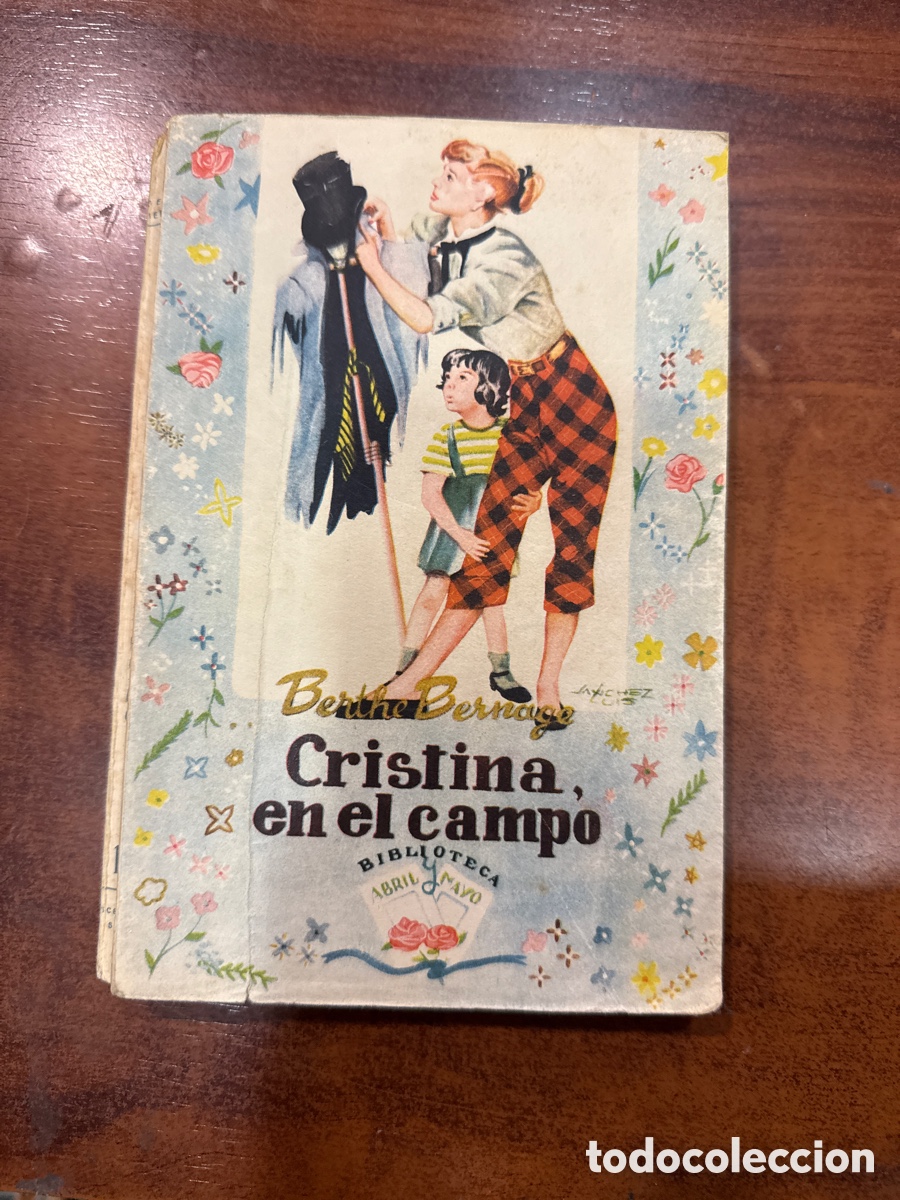 Berthe Bernage
SANCHEZ
LUIS
Cristina,
en el campo
BIBLIOTECA
Y
ABRIL MAYO
todocoleccion